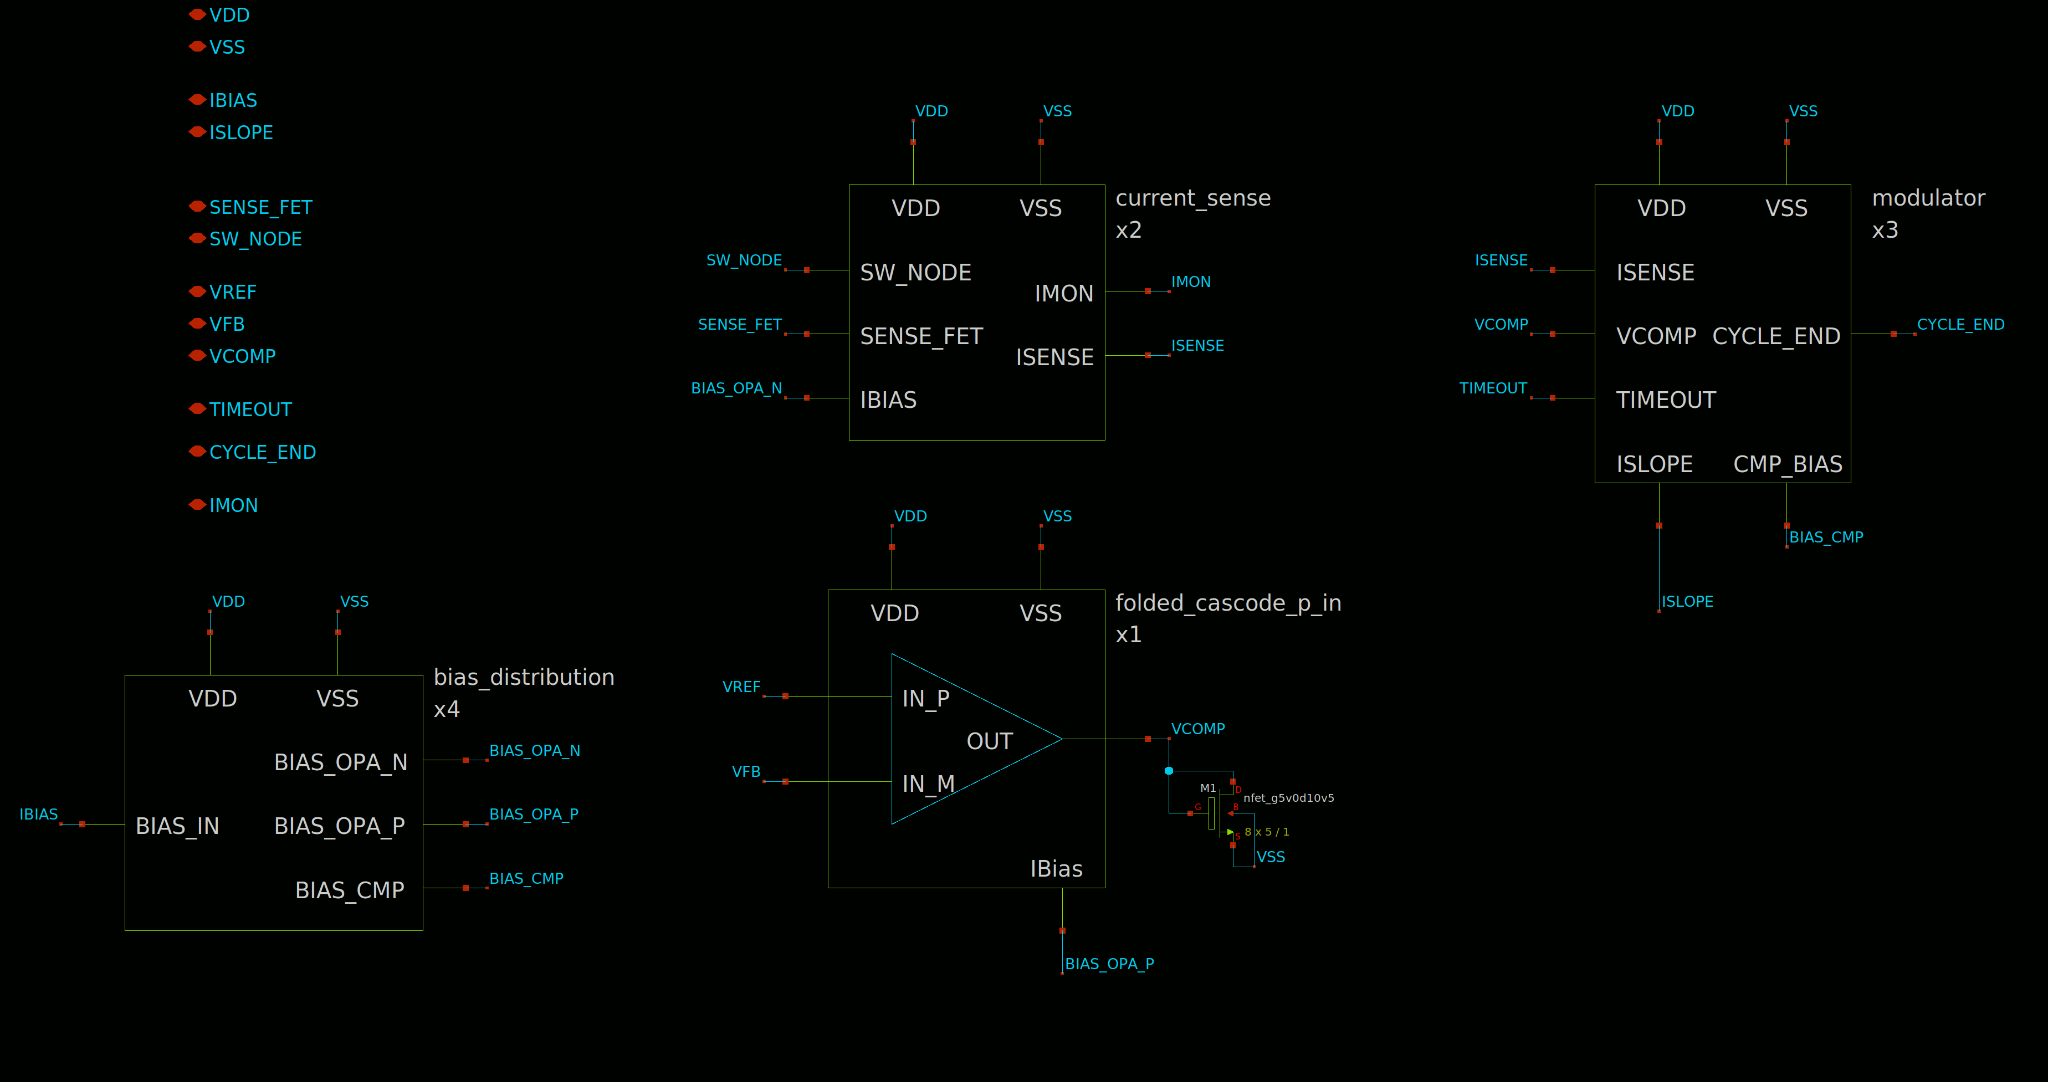 VDD
VSS
IBIAS
ISLOPE
SENSE_FET
SW_NODE
VREF
VFB
VCOMP
TIMEOUT
CYCLE_END
IMON
VDD
VSS
VDD
VSS
bias_distribution
x4
BIAS_OPA_N
BIAS_OPA_N
IBIAS
BIAS_IN
BIAS_OPA_P
BIAS_OPA_P
BIAS_CMP
BIAS_CMP
VDD
VSS
VDD
VSS
current_sense
x2
SW_NODE
SW_NODE
IMON
IMON
SENSE_FET
SENSE_FET
ISENSE
ISENSE
BIAS_OPA_N
IBIAS
VDD
VSS
VDD
VSS
folded_cascode_p_in
x1
VREF
IN_P
OUT
VCOMP
VFB
IN_M
M1
D
nfet_g5v0d10v5
G
B
8 x 5 / 1
S
VSS
IBias
BIAS_OPA_P
VDD
VSS
VDD
VSS
modulator
x3
ISENSE
ISENSE
VCOMP
VCOMP
CYCLE_END
CYCLE_END
TIMEOUT
TIMEOUT
ISLOPE
CMP_BIAS
BIAS_CMP
ISLOPE